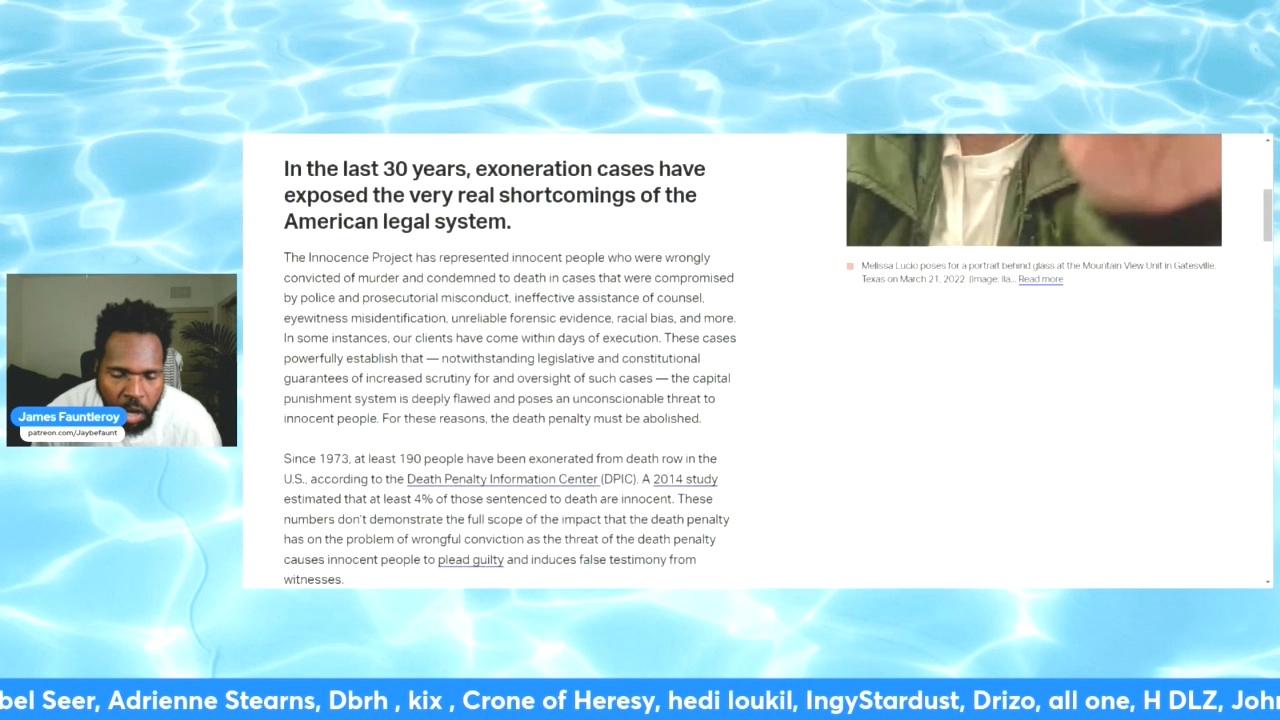 In the last 30 years, exoneration cases have
exposed the very real shortcomings of the
American legal system.
The Innocence Project has represented innocent people who were wrongly
convicted of murder and condemned to death in cases that were compromised
by police and prosecutorial misconduct, ineffective assistance of counsel,
eyewitness misidentification, unreliable forensic evidence, racial bias, and more.
In some instances, our clients have come within days of execution. These cases
powerfully establish that — notwithstanding legislative and constitutional
guarantees of increased scrutiny for and oversight of such cases — the capital
punishment system is deeply flawed and poses an unconscionable threat to
innocent people. For these reasons, the death penalty must be abolished.
Since 1973, at least 190 people have been exonerated from death row in the
U.S., according to the Death Penalty Information Center (DPIC). A 2014 study
estimated that at least 4% of those sentenced to death are innocent. These
numbers don't demonstrate the full scope of the impact that the death penalty
has on the problem of wrongful conviction as the threat of the death penalty
causes innocent people to plead guilty and induces false testimony from
witnesses.
Melissa Lucio poses for a portrait behind glass at the Mountain View Unit in Gatesville,
Texas on March 21, 2022. (Image: Ila... Read more
James Fauntleroy
patreon.com/Jaybefaunt
bel Seer, Adrienne Stearns, Dbrh , kix , Crone of Heresy, hedi loukil, IngyStardust, Drizo, all one, H DLZ, John